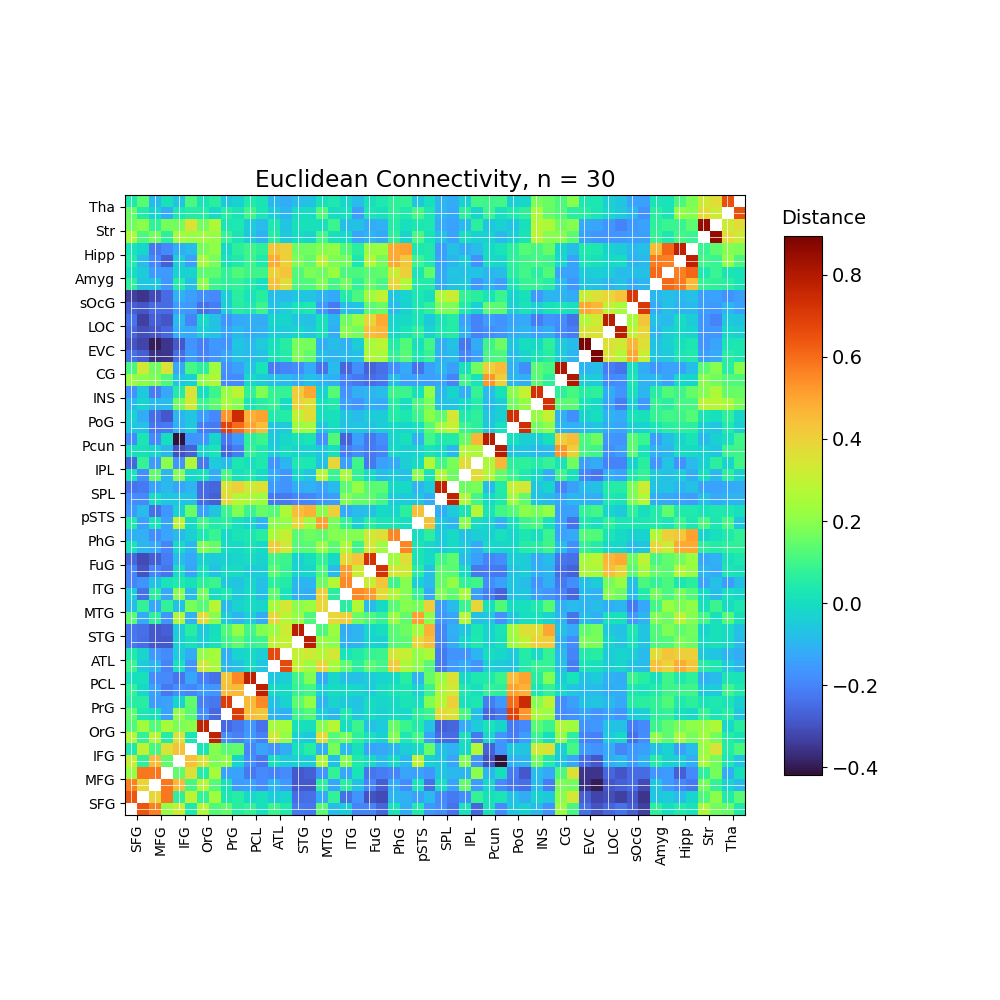 Euclidean Connectivity, n = 30
Tha
Str
Hipp
Amyg
sOcG
LOC
EVC
CG
INS
PoG
Pcun
IPL
SPL
pSTS
PhG
FuG
ITG
MTG
STG
ATL
PCL
PrG
OrG
IFG
MFG
SFG
SFG
MFG
IFG
OrG
PrG
PCL
ATL
STG
MTG
ITG
FuG
PhG
pSTS
SPL
IPL
Pcun
PoG
INS
CG
EVC
LOC
sOcG
Amyg
Hipp
Str
Tha
Distance
0.8
0.6
0.4
0.2
0.0
−0.2
−0.4